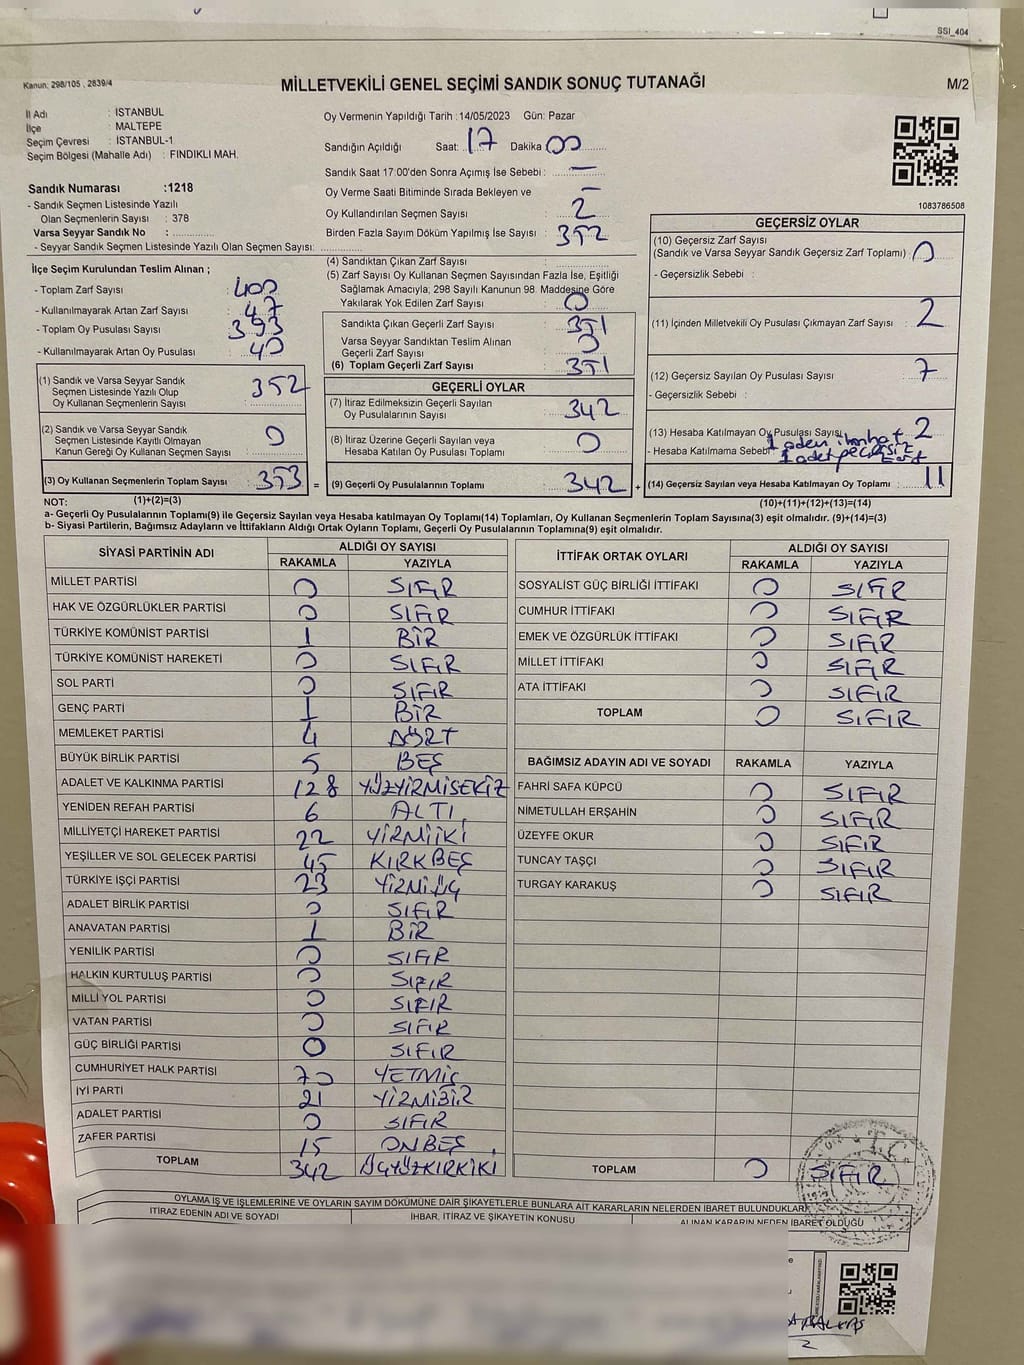 SSI_404
Kanun: 298/105 , 2839/4
MİLLETVEKİLİ GENEL SEÇİMİ SANDIK SONUÇ TUTANAĞI
M/2
İl Adı : İSTANBUL
İlçe : MALTEPE
Seçim Çevresi : İSTANBUL-1
Seçim Bölgesi (Mahalle Adı) : FINDIKLI MAH.
Sandık Numarası :1218
- Sandık Seçmen Listesinde Yazılı
Olan Seçmenlerin Sayısı : 378
Varsa Seyyar Sandık No :
- Seyyar Sandık Seçmen Listesinde Yazılı Olan Seçmen Sayısı:
Oy Vermenin Yapıldığı Tarih :14/05/2023 Gün: Pazar
Sandığın Açıldığı Saat: 17 Dakika 00
Sandık Saat 17:00'den Sonra Açımış İse Sebebi : —
Oy Verme Saati Bitiminde Sırada Bekleyen ve –
Oy Kullandırılan Seçmen Sayısı : 2
Birden Fazla Sayım Döküm Yapılmış İse Sayısı : 352
1083786508
İlçe Seçim Kurulundan Teslim Alınan ;
- Toplam Zarf Sayısı : 400
- Kullanılmayarak Artan Zarf Sayısı : 47
- Toplam Oy Pusulası Sayısı : 393
- Kullanılmayarak Artan Oy Pusulası : 40
(4) Sandıktan Çıkan Zarf Sayısı :
(5) Zarf Sayısı Oy Kullanan Seçmen Sayısından Fazla İse, Eşitliği
Sağlamak Amacıyla; 298 Sayılı Kanunun 98. Maddesine Göre
Yakılarak Yok Edilen Zarf Sayısı : 0
Sandıkta Çıkan Geçerli Zarf Sayısı : 351
Varsa Seyyar Sandıktan Teslim Alınan
Geçerli Zarf Sayısı : 0
(6) Toplam Geçerli Zarf Sayısı : 351
GEÇERSİZ OYLAR
(10) Geçersiz Zarf Sayısı
(Sandık ve Varsa Seyyar Sandık Geçersiz Zarf Toplamı) : 0
- Geçersizlik Sebebi :
(11) İçinden Milletvekili Oy Pusulası Çıkmayan Zarf Sayısı : 2
(12) Geçersiz Sayılan Oy Pusulası Sayısı : 7
- Geçersizlik Sebebi :
(13) Hesaba Katılmayan Oy Pusulası Sayısı : 2
- Hesaba Katılmama Sebebi 1 adet
1 adet
(14) Geçersiz Sayılan veya Hesaba Katılmayan Oy Toplamı : 11
(10)+(11)+(12)+(13)=(14)
(1) Sandık ve Varsa Seyyar Sandık
Seçmen Listesinde Yazılı Olup
Oy Kullanan Seçmenlerin Sayısı : 352
(2) Sandık ve Varsa Seyyar Sandık
Seçmen Listesinde Kayıtlı Olmayan
Kanun Gereği Oy Kullanan Seçmen Sayısı : 0
(3) Oy Kullanan Seçmenlerin Toplam Sayısı : 353 =
GEÇERLİ OYLAR
(7) İtiraz Edilmeksizin Geçerli Sayılan
Oy Pusulalarının Sayısı : 342
(8) İtiraz Üzerine Geçerli Sayılan veya
Hesaba Katılan Oy Pusulası Toplamı : 0
(9) Geçerli Oy Pusulalarının Toplamı : 342 +
NOT: (1)+(2)=(3)
a- Geçerli Oy Pusulalarının Toplamı(9) ile Geçersiz Sayılan veya Hesaba katılmayan Oy Toplamı(14) Toplamları, Oy Kullanan Seçmenlerin Toplam Sayısına(3) eşit olmalıdır. (9)+(14)=(3)
b- Siyasi Partilerin, Bağımsız Adayların ve İttifakların Aldığı Ortak Oyların Toplamı, Geçerli Oy Pusulalarının Toplamına(9) eşit olmalıdır.
SİYASİ PARTİNİN ADI ALDIĞI OY SAYISI
RAKAMLA YAZIYLA
MİLLET PARTİSİ 0 SIFIR
HAK VE ÖZGÜRLÜKLER PARTİSİ 0 SIFIR
TÜRKİYE KOMÜNİST PARTİSİ 1 BİR
TÜRKİYE KOMÜNİST HAREKETİ 0 SIFIR
SOL PARTİ 0 SIFIR
GENÇ PARTİ 1 BİR
MEMLEKET PARTİSİ 4 DÖRT
BÜYÜK BİRLİK PARTİSİ 5 BEŞ
ADALET VE KALKINMA PARTİSİ 128 YÜZYİRMİSEKİZ
YENİDEN REFAH PARTİSİ 6 ALTI
MİLLİYETÇİ HAREKET PARTİSİ 22 YİRMİİKİ
YEŞİLLER VE SOL GELECEK PARTİSİ 45 KIRKBEŞ
TÜRKİYE İŞÇİ PARTİSİ 23 YİRMİÜÇ
ADALET BİRLİK PARTİSİ 0 SIFIR
ANAVATAN PARTİSİ 1 BİR
YENİLİK PARTİSİ 0 SIFIR
HALKIN KURTULUŞ PARTİSİ 0 SIFIR
MİLLİ YOL PARTİSİ 0 SIFIR
VATAN PARTİSİ 0 SIFIR
GÜÇ BİRLİĞİ PARTİSİ 0 SIFIR
CUMHURİYET HALK PARTİSİ 70 YETMİŞ
İYİ PARTİ 21 YİRMİBİR
ADALET PARTİSİ 0 SIFIR
ZAFER PARTİSİ 15 ONBEŞ
TOPLAM 342 ÜÇYÜZKIRKİKİ
İTTİFAK ORTAK OYLARI ALDIĞI OY SAYISI
RAKAMLA YAZIYLA
SOSYALİST GÜÇ BİRLİĞİ İTTİFAKI 0 SIFIR
CUMHUR İTTİFAKI 0 SIFIR
EMEK VE ÖZGÜRLÜK İTTİFAKI 0 SIFIR
MİLLET İTTİFAKI 0 SIFIR
ATA İTTİFAKI 0 SIFIR
TOPLAM 0 SIFIR
BAĞIMSIZ ADAYIN ADI VE SOYADI RAKAMLA YAZIYLA
FAHRİ SAFA KÜPCÜ 0 SIFIR
NİMETULLAH ERŞAHİN 0 SIFIR
ÜZEYFE OKUR 0 SIFIR
TUNCAY TAŞÇI 0 SIFIR
TURGAY KARAKUŞ 0 SIFIR
TOPLAM 0 SIFIR
T.C.
OYLAMA İŞ VE İŞLEMLERİNE VE OYLARIN SAYIM DÖKÜMÜNE DAİR ŞİKAYETLERLE BUNLARA AİT KARARLARIN NELERDEN İBARET BULUNDUKLARI
İTİRAZ EDENİN ADI VE SOYADI İHBAR, İTİRAZ VE ŞİKAYETİN KONUSU ALINAN KARARIN NEDEN İBARET OLDUĞU